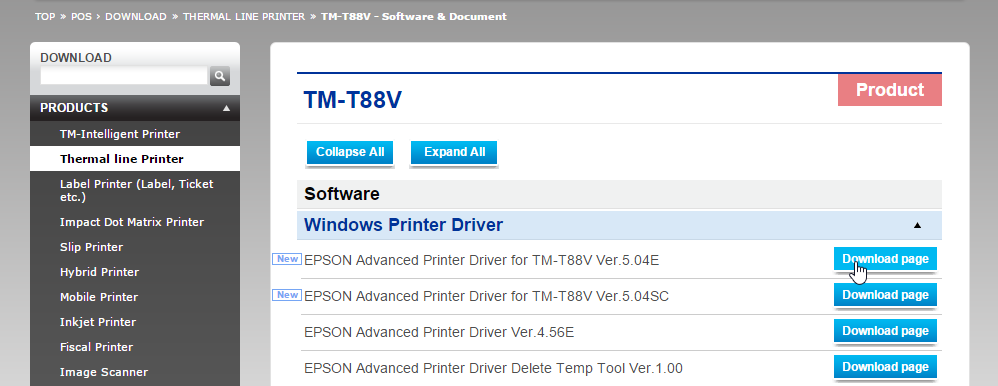 TOP » POS › DOWNLOAD » THERMAL LINE PRINTER » TM-T88V - Software & Document
DOWNLOAD
PRODUCTS
TM-Intelligent Printer
Thermal line Printer
Label Printer (Label, Ticket
etc.)
Impact Dot Matrix Printer
Slip Printer
Hybrid Printer
Mobile Printer
Inkjet Printer
Fiscal Printer
Image Scanner
TM-T88V
Product
Collapse All
Expand All
Software
Windows Printer Driver
New EPSON Advanced Printer Driver for TM-T88V Ver.5.04E Download page
New EPSON Advanced Printer Driver for TM-T88V Ver.5.04SC Download page
EPSON Advanced Printer Driver Ver.4.56E Download page
EPSON Advanced Printer Driver Delete Temp Tool Ver.1.00 Download page